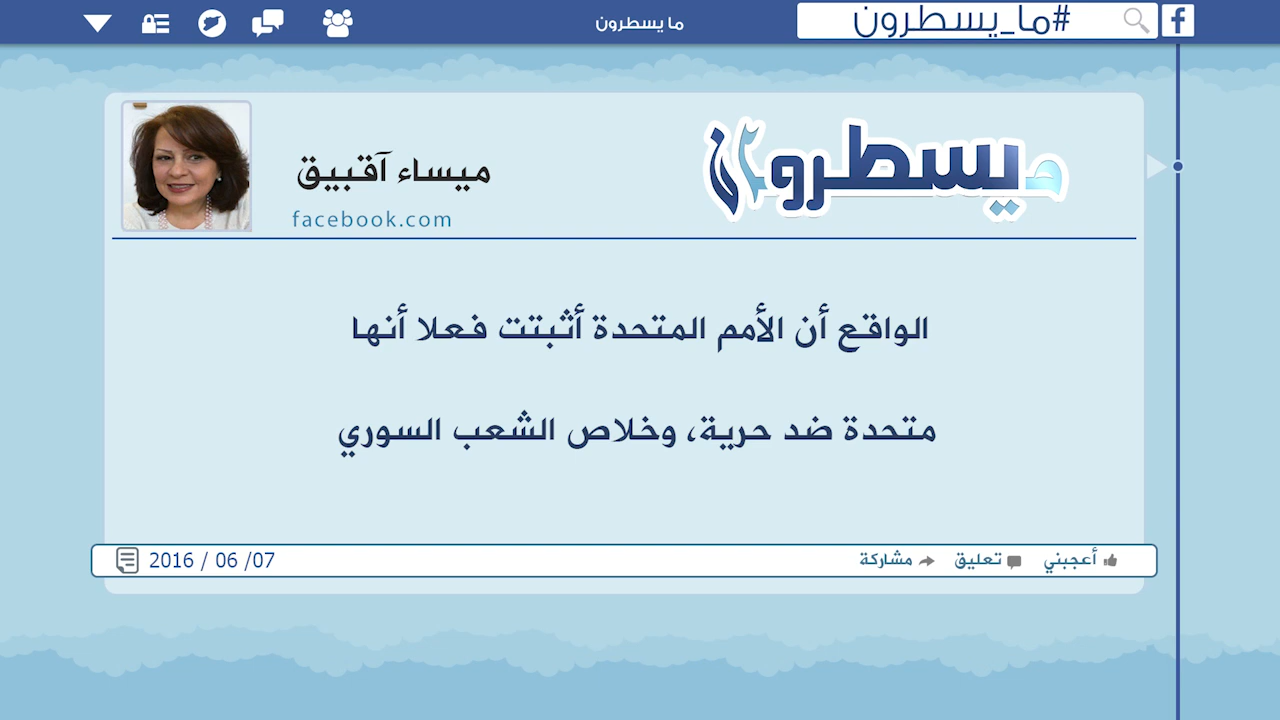 ما يسطرون
#ما_يسطرون
ميساء آقبيق
facebook.com
ما يسطرون
الواقع أن الأمم المتحدة أثبتت فعلا أنها
متحدة ضد حرية، وخلاص الشعب السوري
أعجبني تعليق مشاركة
2016 / 06 /07